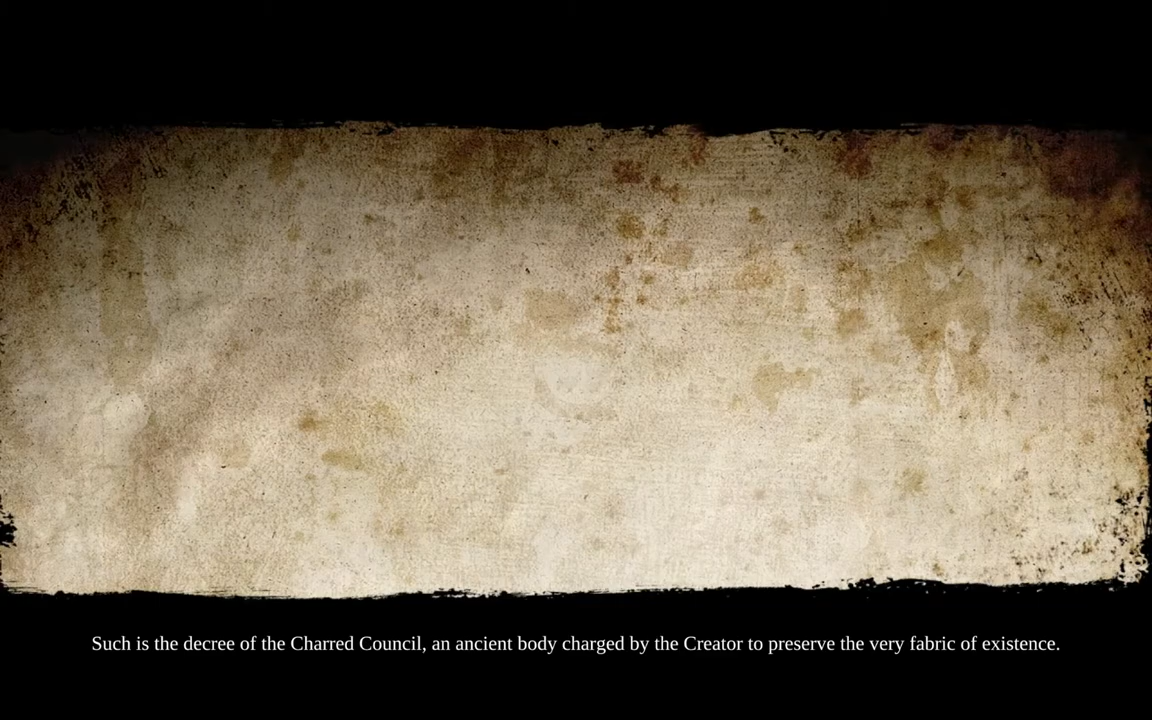 Such is the decree of the Charred Council, an ancient body charged by the Creator to preserve the very fabric of existence.